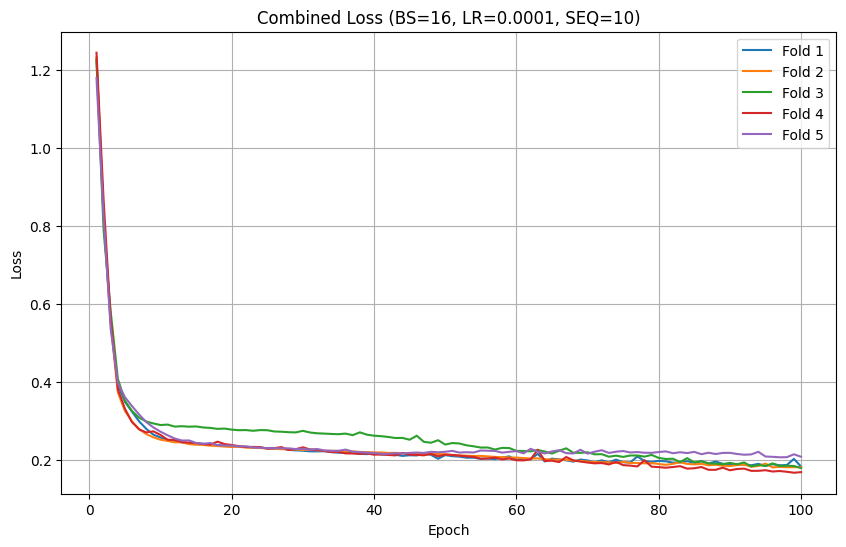 Combined Loss (BS=16, LR=0.0001, SEQ=10)
Fold 1
Fold 2
Fold 3
Fold 4
Fold 5
Loss
1.2
1.0
0.8
0.6
0.4
0.2
0 20 40 60 80 100
Epoch